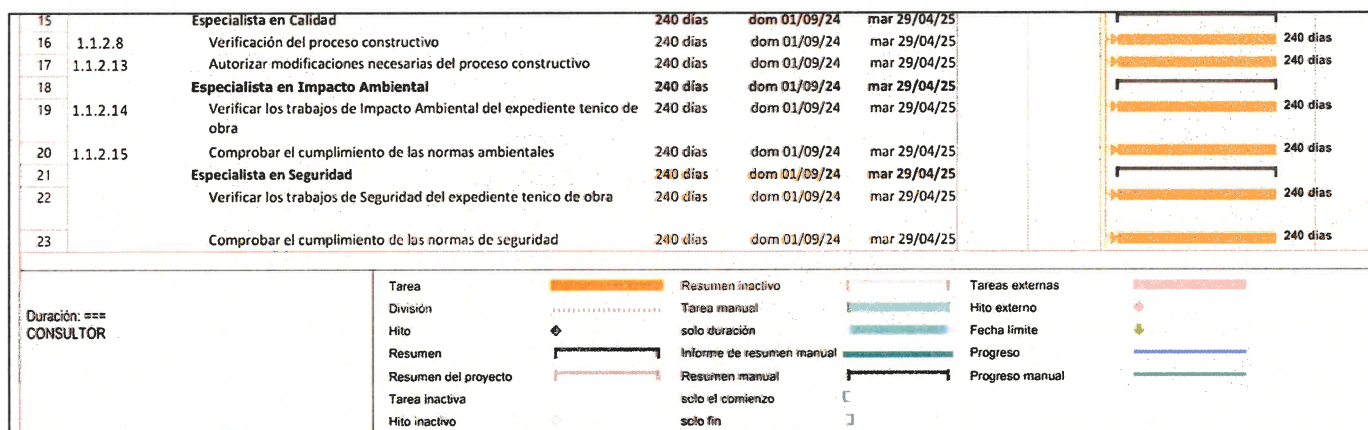 15 Especialista en Calidad 240 días dom 01/09/24 mar 29/04/25
16 1.1.2.8 Verificación del proceso constructivo 240 días dom 01/09/24 mar 29/04/25 240 días
17 1.1.2.13 Autorizar modificaciones necesarias del proceso constructivo 240 días dom 01/09/24 mar 29/04/25 240 días
18 Especialista en Impacto Ambiental 240 días dom 01/09/24 mar 29/04/25
19 1.1.2.14 Verificar los trabajos de Impacto Ambiental del expediente tenico de 240 días dom 01/09/24 mar 29/04/25 240 días
obra
20 1.1.2.15 Comprobar el cumplimiento de las normas ambientales 240 días dom 01/09/24 mar 29/04/25 240 días
21 Especialista en Seguridad 240 días dom 01/09/24 mar 29/04/25
22 Verificar los trabajos de Seguridad del expediente tenico de obra 240 días dom 01/09/24 mar 29/04/25 240 días
23 Comprobar el cumplimiento de las normas de seguridad 240 días dom 01/09/24 mar 29/04/25 240 días
Duración: ===
CONSULTOR
Tarea Resumen inactivo Tareas externas
División Tarea manual Hito externo
Hito solo duración Fecha límite
Resumen Informe de resumen manual Progreso
Resumen del proyecto Resumen manual Progreso manual
Tarea inactiva solo el comienzo
Hito inactivo solo fin